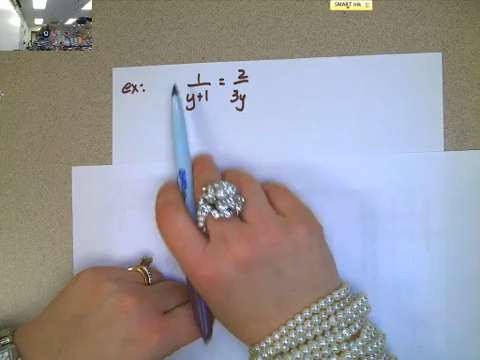 SMART Ink
ex: 1/(y+1) = 2/(3y)